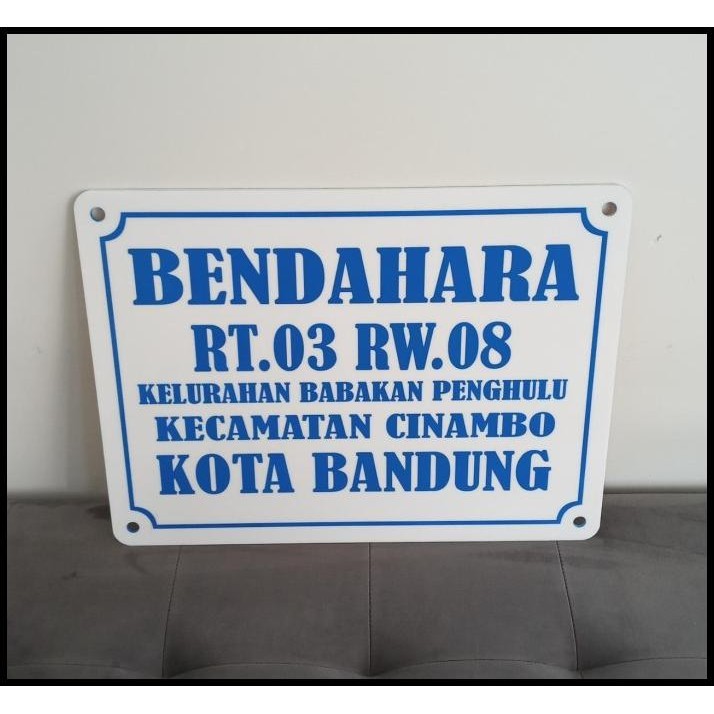 BENDAHARA
RT.03 RW.08
KELURAHAN BABAKAN PENGHULU
KECAMATAN CINAMBO
KOTA BANDUNG